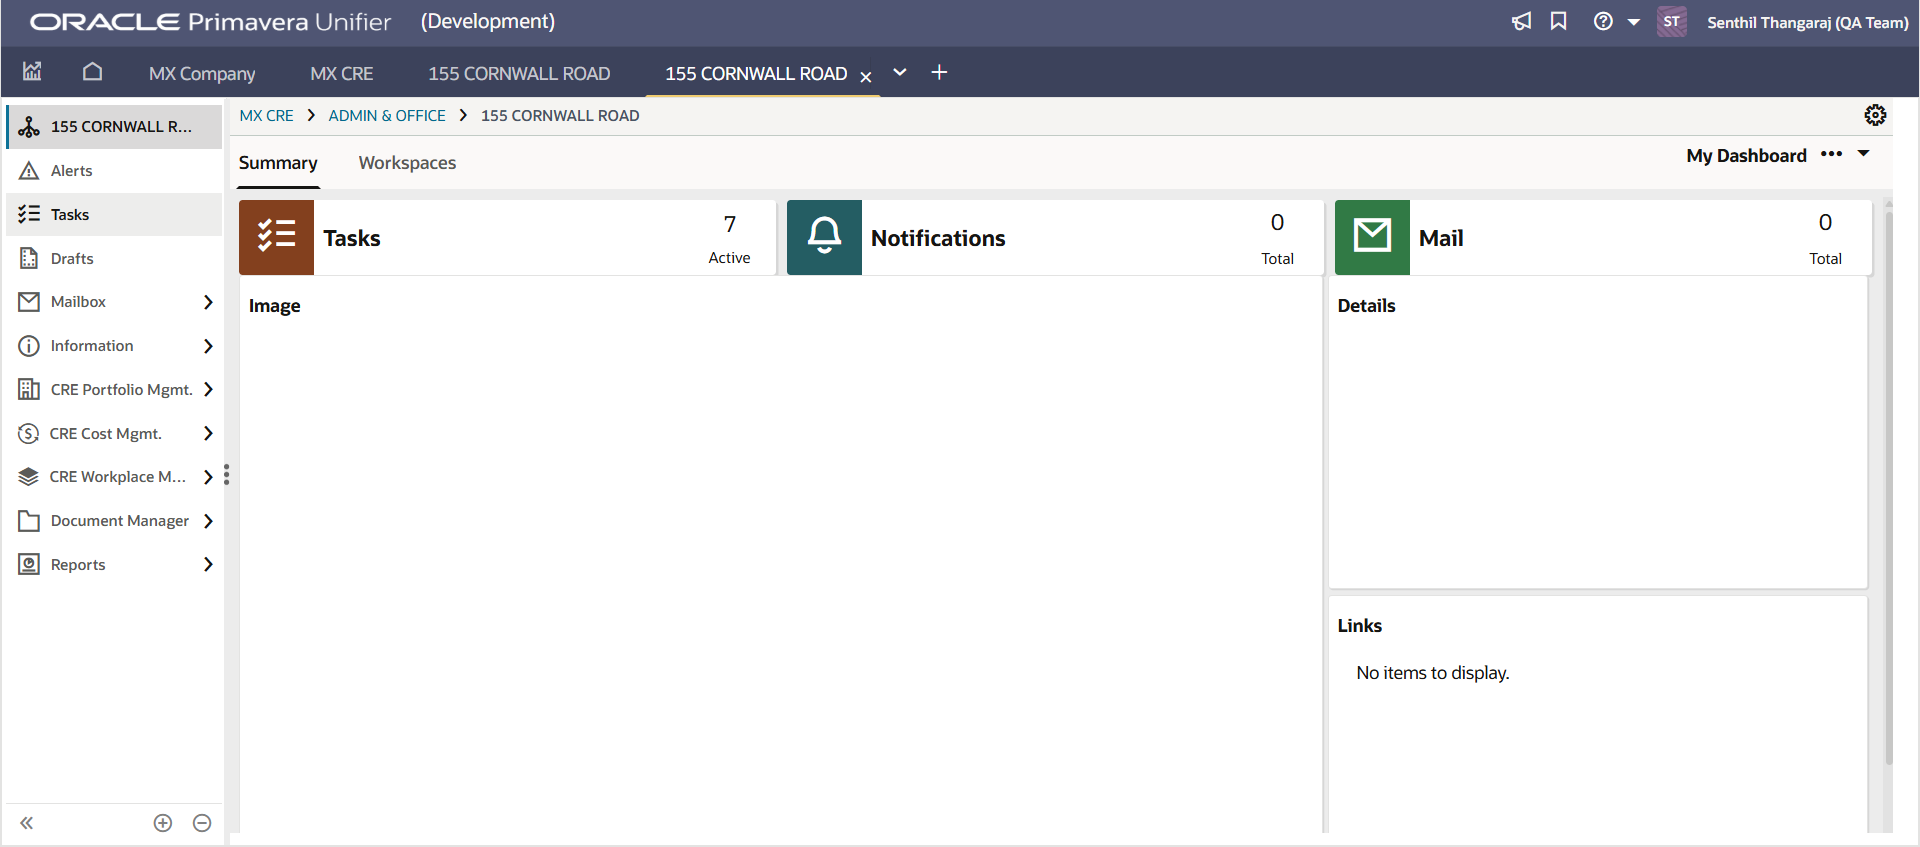 ORACLE Primavera Unifier (Development)
ST Senthil Thangaraj (QA Team)
MX Company MX CRE 155 CORNWALL ROAD 155 CORNWALL ROAD
155 CORNWALL R...
Alerts
Tasks
Drafts
Mailbox
Information
CRE Portfolio Mgmt.
CRE Cost Mgmt.
CRE Workplace M...
Document Manager
Reports
MX CRE ADMIN & OFFICE 155 CORNWALL ROAD
Summary Workspaces
My Dashboard
Tasks
7
Active
Notifications
0
Total
Mail
0
Total
Image
Details
Links
No items to display.